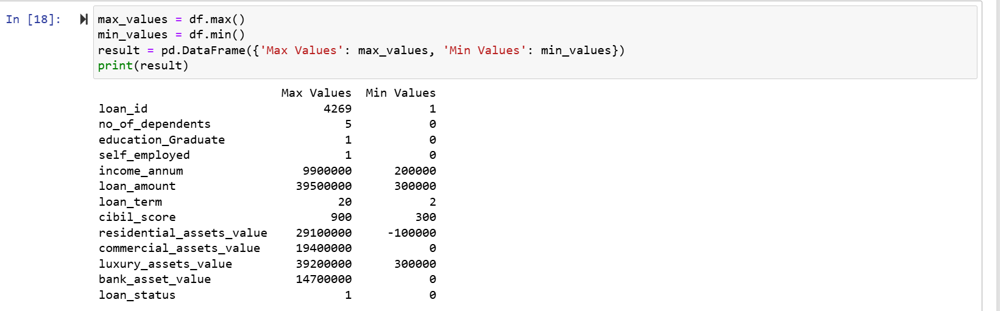 In [18]:
max_values = df.max()
min_values = df.min()
result = pd.DataFrame({'Max Values': max_values, 'Min Values': min_values})
print(result)
Max Values  Min Values
loan_id 4269 1
no_of_dependents 5 0
education_Graduate 1 0
self_employed 1 0
income_annum 9900000 200000
loan_amount 39500000 300000
loan_term 20 2
cibil_score 900 300
residential_assets_value 29100000 -100000
commercial_assets_value 19400000 0
luxury_assets_value 39200000 300000
bank_asset_value 14700000 0
loan_status 1 0